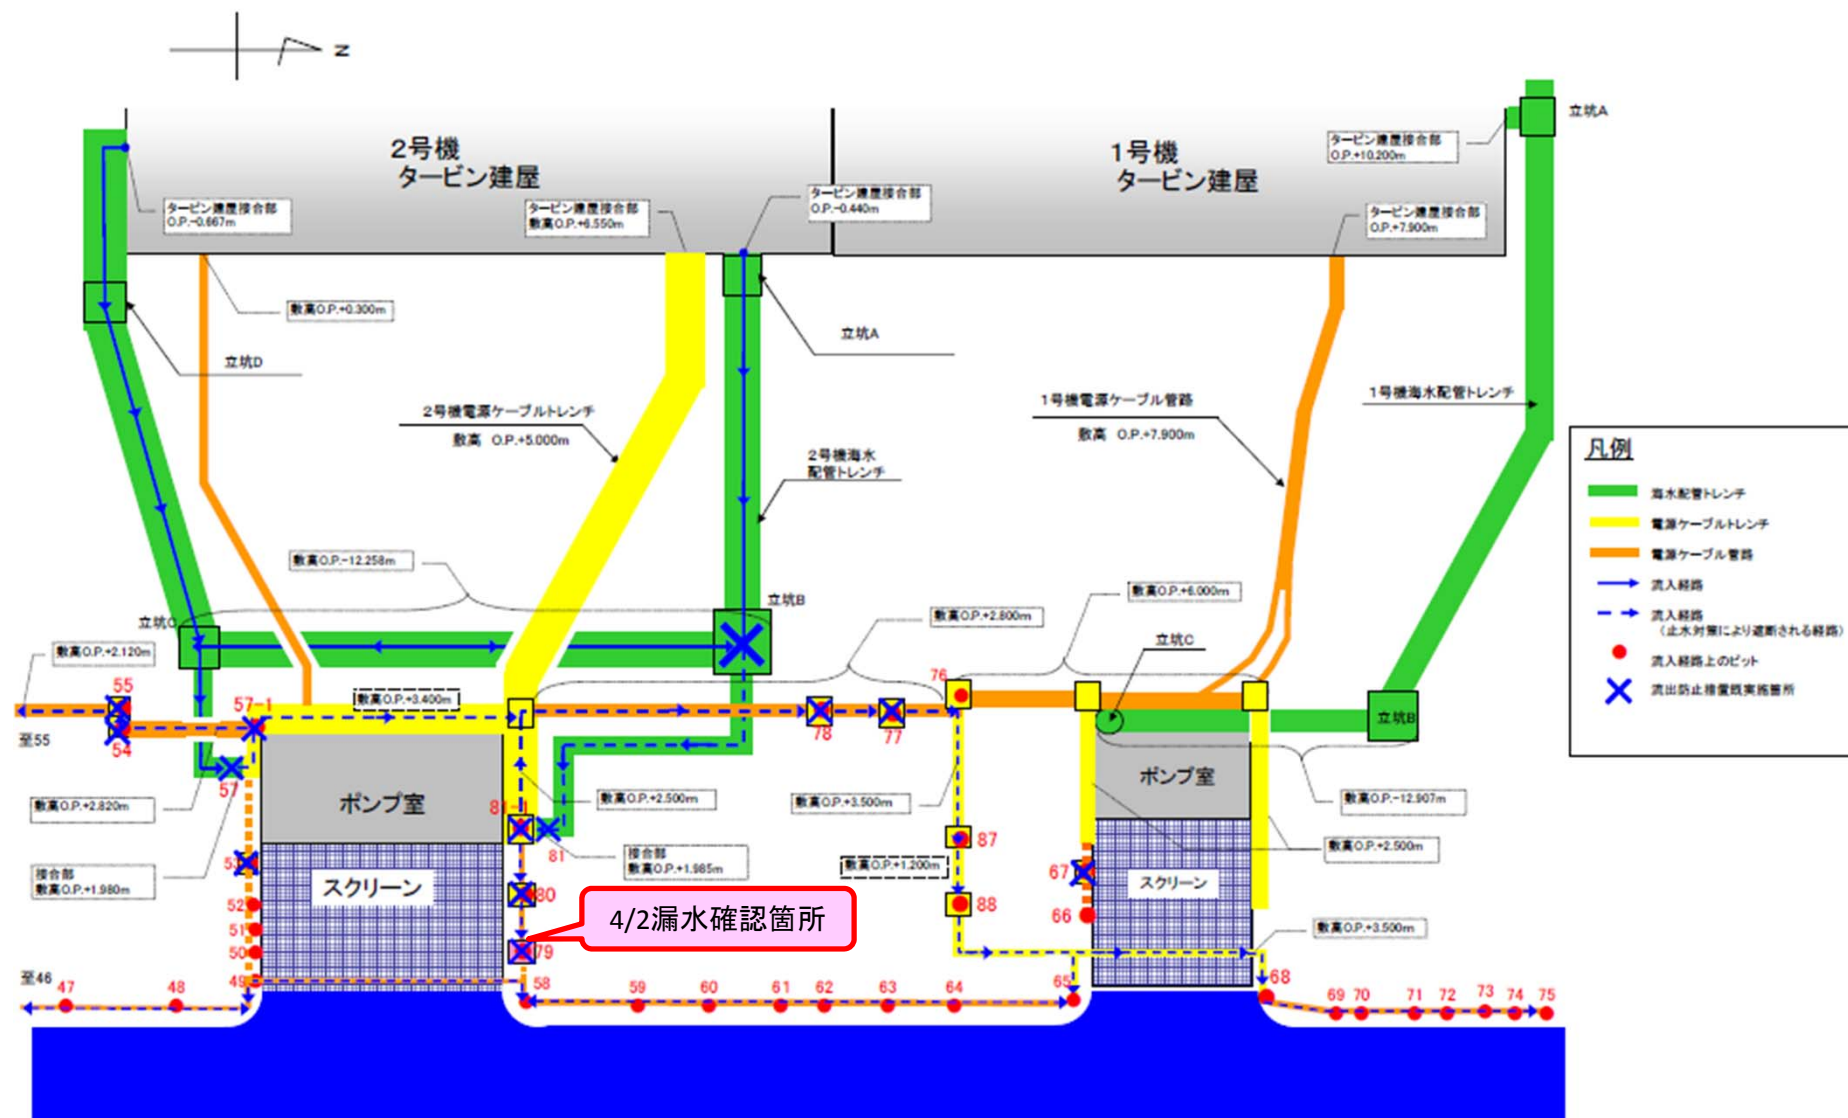 N
立坑A
2号機
タービン建屋
1号機
タービン建屋
タービン建屋接合部
O.P.+10.200m
タービン建屋接合部
O.P.-0.667m
タービン建屋接合部
敷高O.P.+6.550m
タービン建屋接合部
O.P.-0.440m
タービン建屋接合部
O.P.+7.900m
敷高O.P.+0.300m
立坑D
立坑A
2号機電源ケーブルトレンチ
敷高 O.P.+5.000m
1号機電源ケーブル管路
敷高 O.P.+7.900m
1号機海水配管トレンチ
2号機海水
配管トレンチ
凡例
海水配管トレンチ
電源ケーブルトレンチ
電源ケーブル管路
流入経路
流入経路
(止水対策により遮断される経路)
流入経路上のピット
流出防止措置既実施箇所
敷高O.P.-12.258m
立坑C
立坑B
敷高O.P.+2.800m
敷高O.P.+6.000m
立坑C
敷高O.P.+2.120m
55
57-1
敷高O.P.+3.400m
76
立坑B
至55
54
78
77
57
ポンプ室
ポンプ室
敷高O.P.+2.820m
81-1
敷高O.P.+2.500m
敷高O.P.+3.500m
敷高O.P.-12.907m
87
81
接合部
敷高O.P.+1.985m
敷高O.P.+1.200m
敷高O.P.+2.500m
接合部
敷高O.P.+1.980m
53
67
スクリーン
スクリーン
80
52
88
66
4/2漏水確認箇所
51
敷高O.P.+3.500m
50
79
至46
47
48
49
58
59
60
61
62
63
64
65
68
69
70
71
72
73
74
75